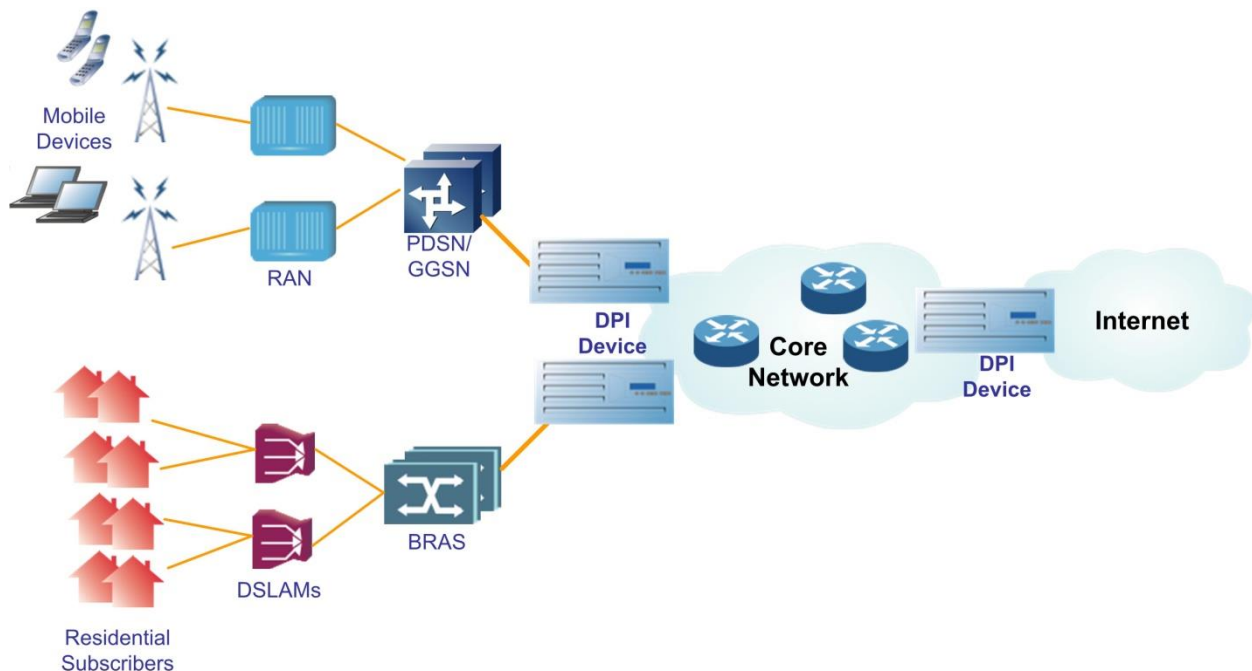 Mobile
Devices
RAN
PDSN/
GGSN
DPI
Device
Core
Network
DPI
Device
Internet
BRAS
DSLAMs
Residential
Subscribers